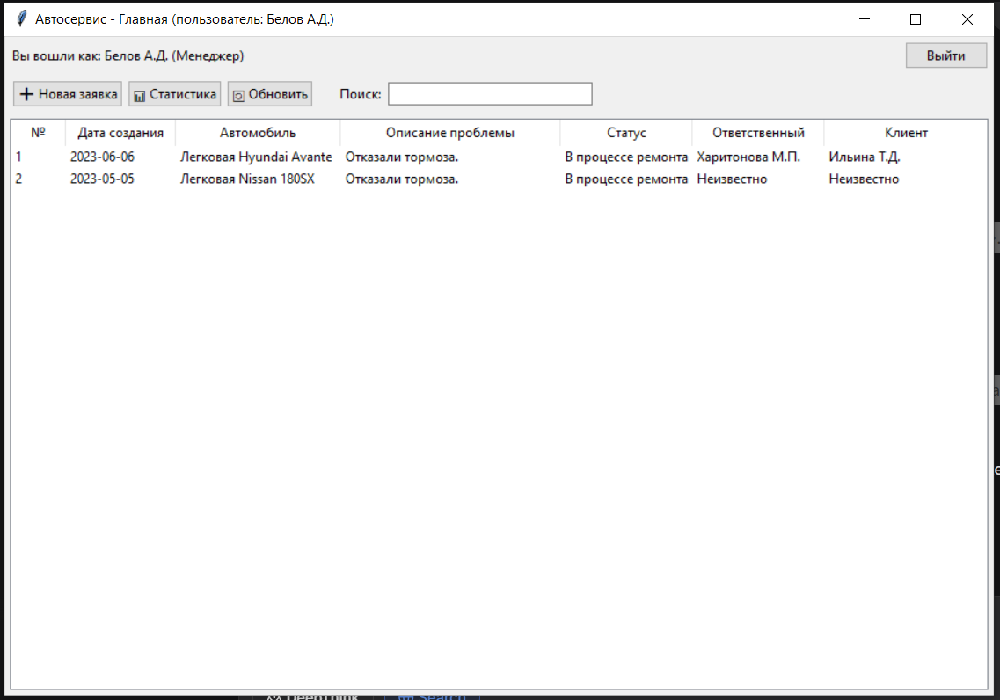 Автосервис - Главная (пользователь: Белов А.Д.)
Вы вошли как: Белов А.Д. (Менеджер) Выйти
Новая заявка Статистика Обновить Поиск:
№ Дата создания Автомобиль Описание проблемы Статус Ответственный Клиент
1 2023-06-06 Легковая Hyundai Avante Отказали тормоза. В процессе ремонта Харитонова М.П. Ильина Т.Д.
2 2023-05-05 Легковая Nissan 180SX Отказали тормоза. В процессе ремонта Неизвестно Неизвестно
DeepThink Search